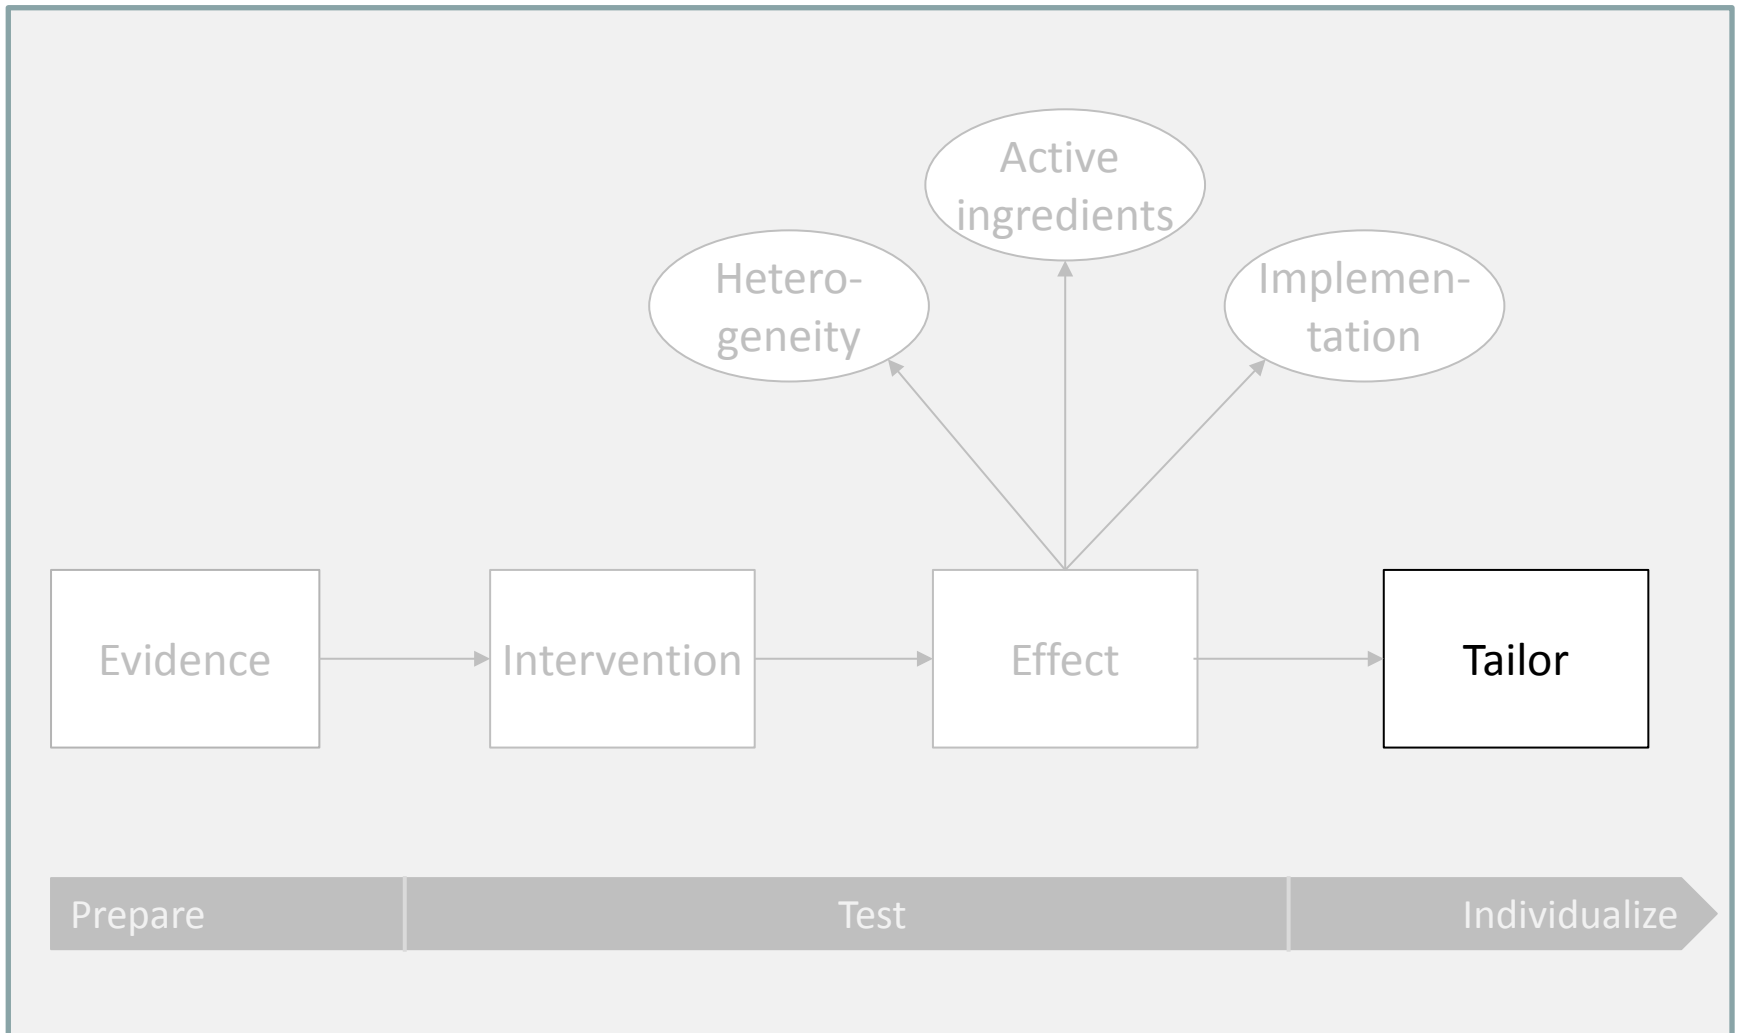 Active
ingredients
Hetero-
geneity
Implemen-
tation
Evidence
Intervention
Effect
Tailor
Prepare
Test
Individualize